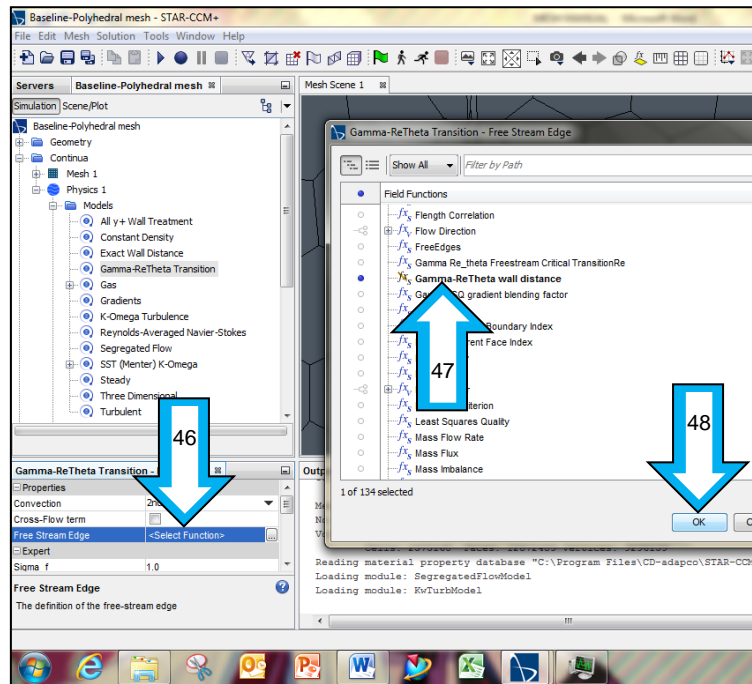 Baseline-Polyhedral mesh - STAR-CCM+
File Edit Mesh Solution Tools Window Help
Servers Baseline-Polyhedral mesh
Simulation Scene/Plot
Baseline-Polyhedral mesh
Geometry
Continua
Mesh 1
Physics 1
Models
All y+ Wall Treatment
Constant Density
Exact Wall Distance
Gamma-ReTheta Transition
Gas
Gradients
K-Omega Turbulence
Reynolds-Averaged Navier-Stokes
Segregated Flow
SST (Menter) K-Omega
Steady
Three Dimensional
Turbulent
46
Gamma-ReTheta Transition -
Properties
Convection
Cross-Flow term
Free Stream Edge <Select Function>
Expert
Sigma_f 1.0
Free Stream Edge
The definition of the free-stream edge
Mesh Scene 1
Gamma-ReTheta Transition - Free Stream Edge
Show All Filter by Path
Field Functions
Flength Correlation
Flow Direction
FreeEdges
Gamma Re_theta Freestream Critical TransitionRe
Gamma-ReTheta wall distance
gradient blending factor
Boundary Index
Face Index
47
Least Squares Quality
Mass Flow Rate
Mass Flux
Mass Imbalance
1 of 134 selected
48
OK
Reading material property database "C:\Program Files\CD-adapco\STAR-CCM
Loading module: SegregatedFlowModel
Loading module: KwTurbModel